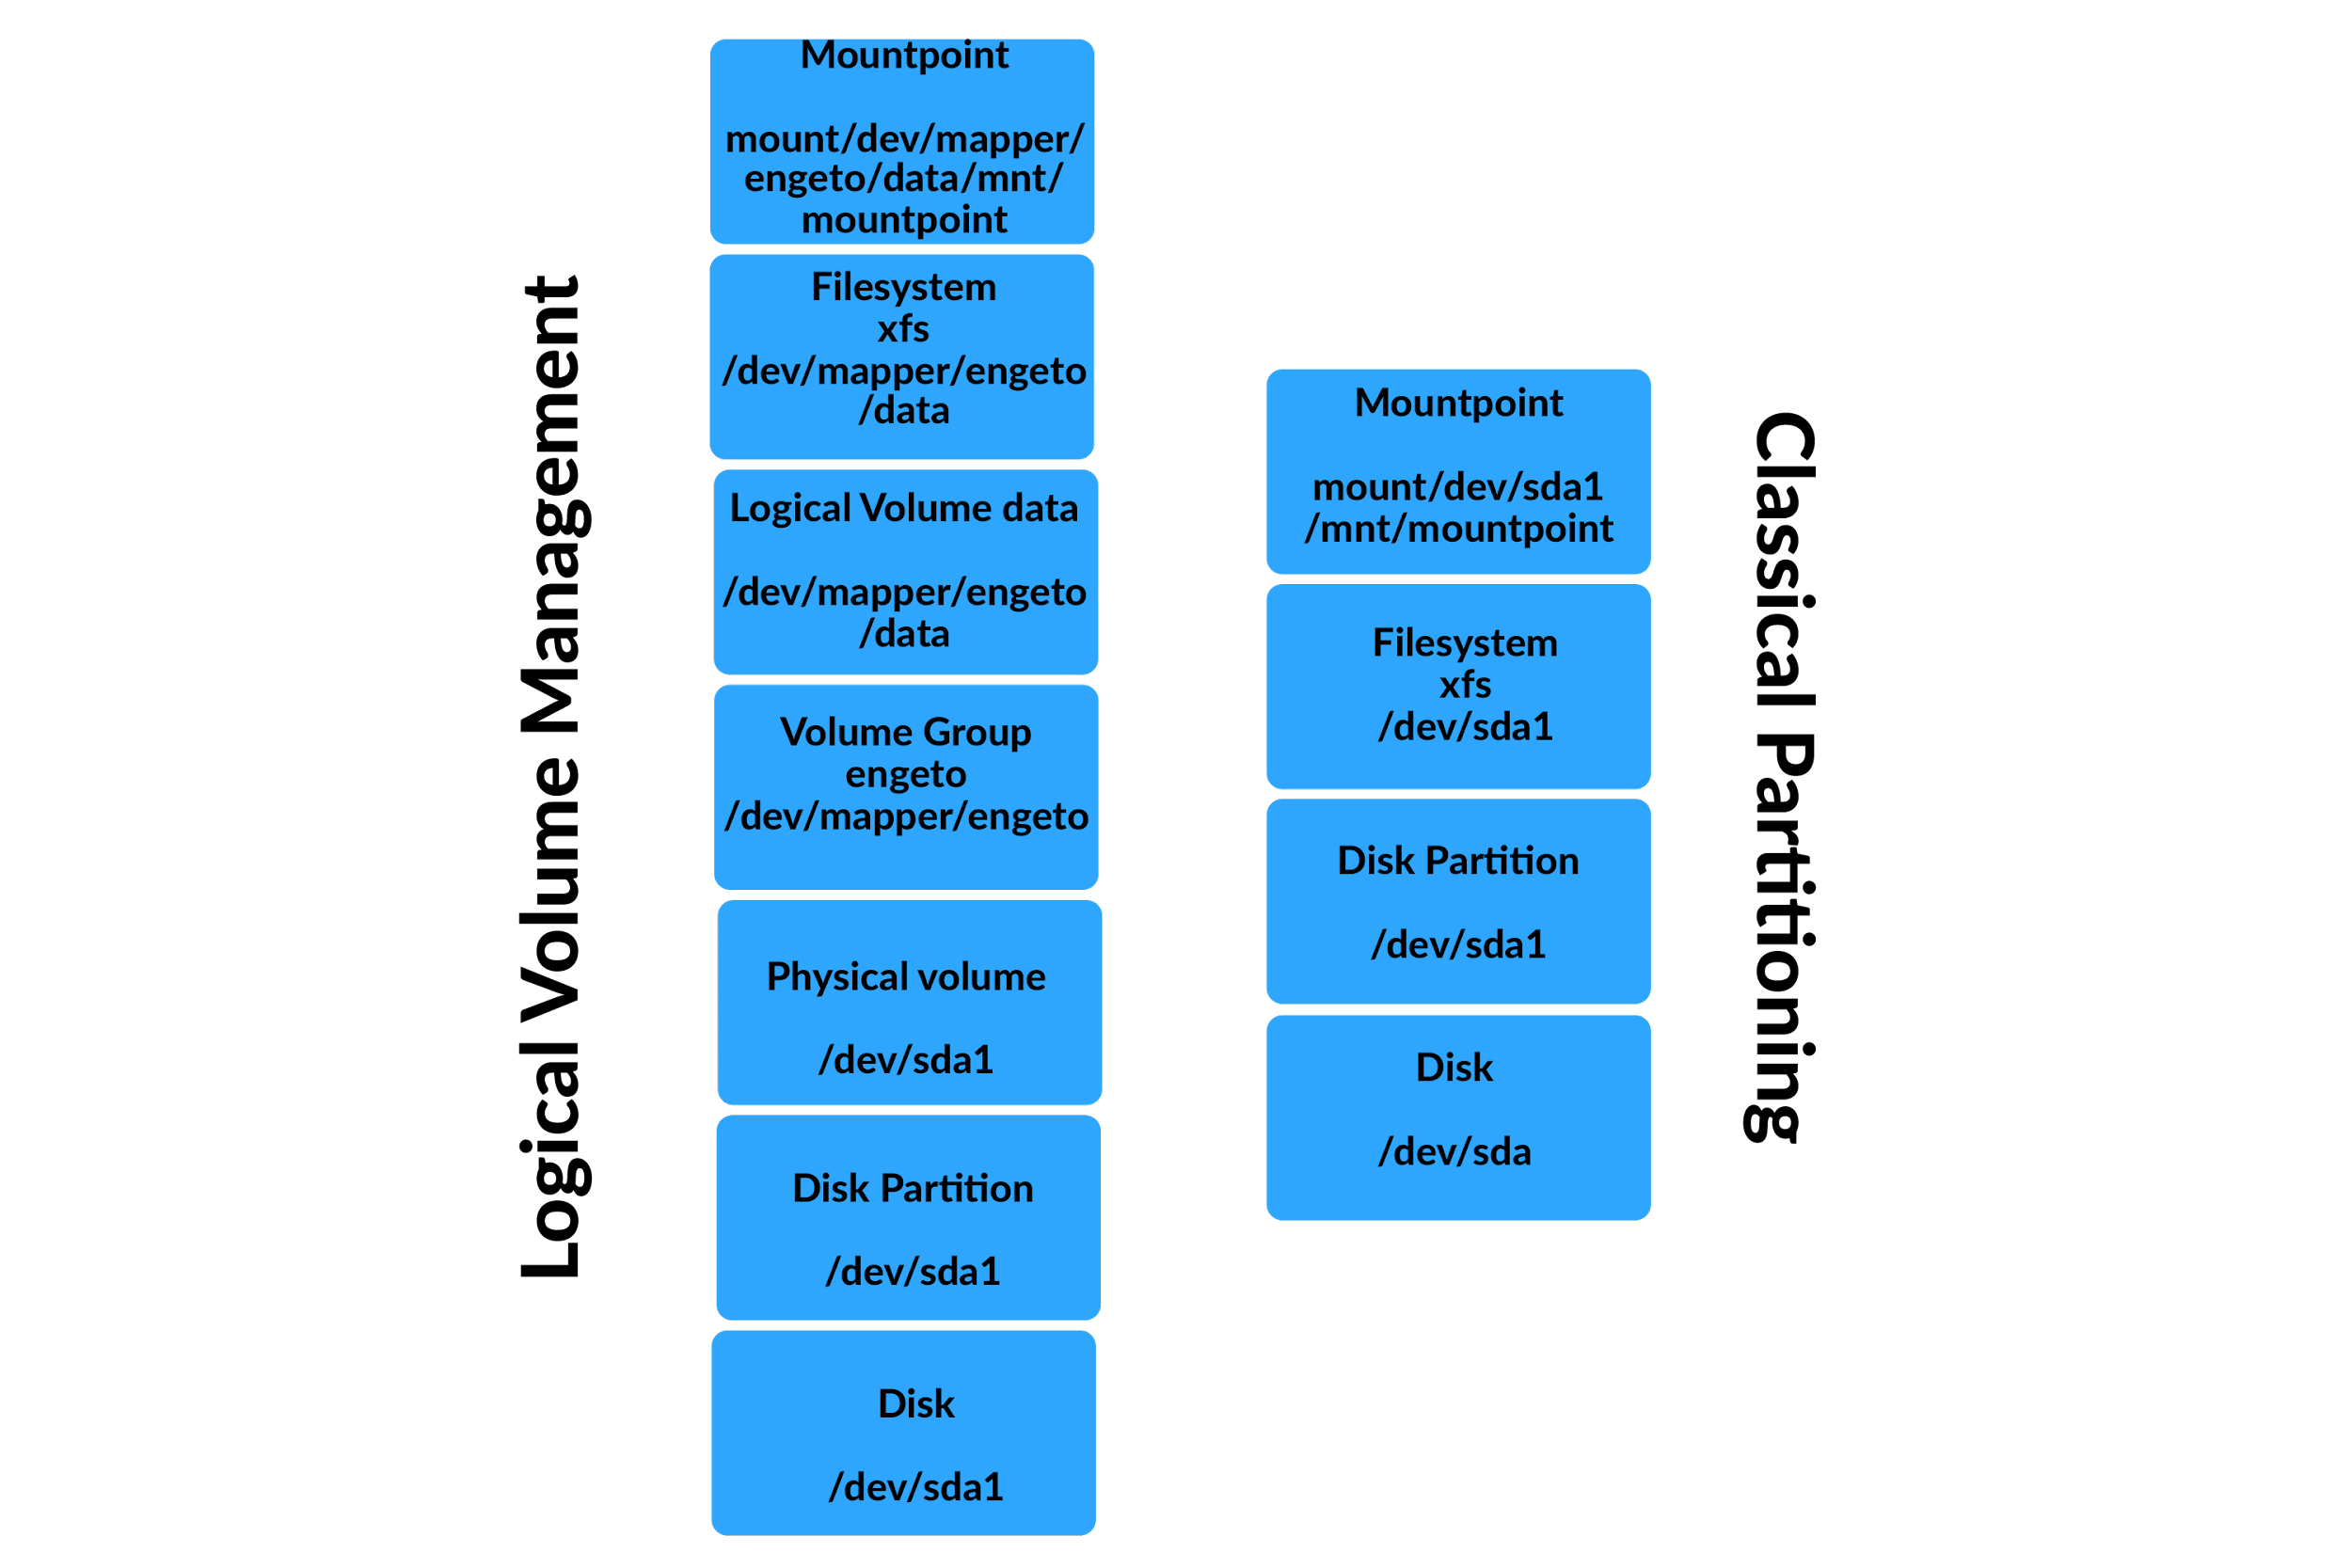 Logical Volume Management
Mountpoint
mount/dev/maper/
engeto/data/mnt/
mountpoint
Filesystem
xfs
/dev/mapper/engeto
/data
Logical Volume data
/dev/mapper/engeto
/data
Volume Group
engeto
/dev/mapper/engeto
Physical volume
/dev/sda1
Disk Partition
/dev/sda1
Disk
/dev/sda1
Mountpoint
mount/dev/sda1
/mnt/mountpoint
Filesystem
xfs
/dev/sda1
Disk Partition
/dev/sda1
Disk
/dev/sda
Classical Partitioning